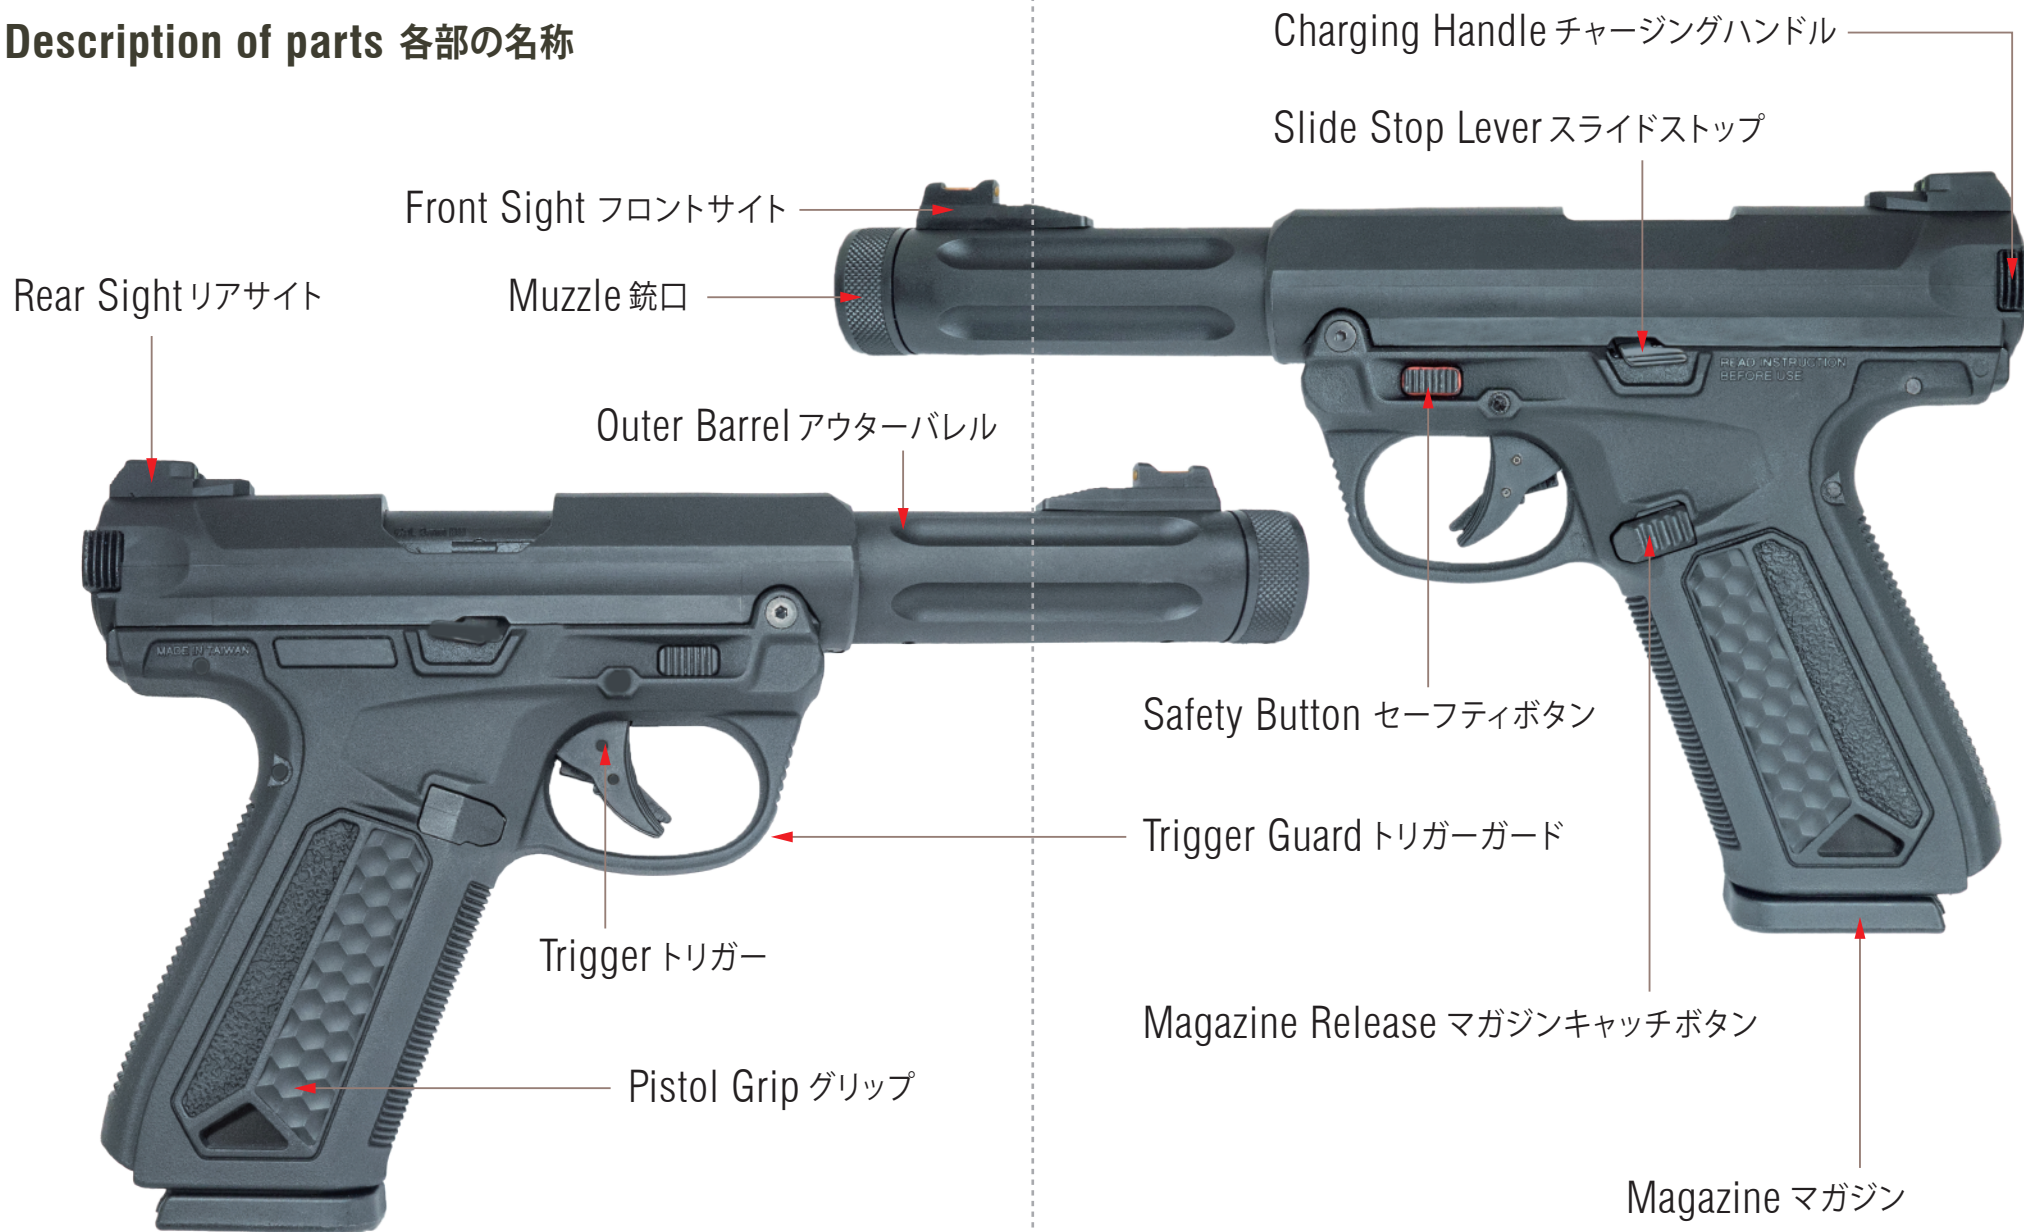 Description of parts 各部の名称
Charging Handle チャージングハンドル
Slide Stop Lever スライドストップ
Front Sight フロントサイト
Rear Sight リアサイト
Muzzle 銃口
READ INSTRUCTION
BEFORE USE
Outer Barrel アウターバレル
MADE IN TAIWAN
Safety Button セーフティボタン
Trigger Guard トリガーガード
Trigger トリガー
Magazine Release マガジンキャッチボタン
Pistol Grip グリップ
Magazine マガジン